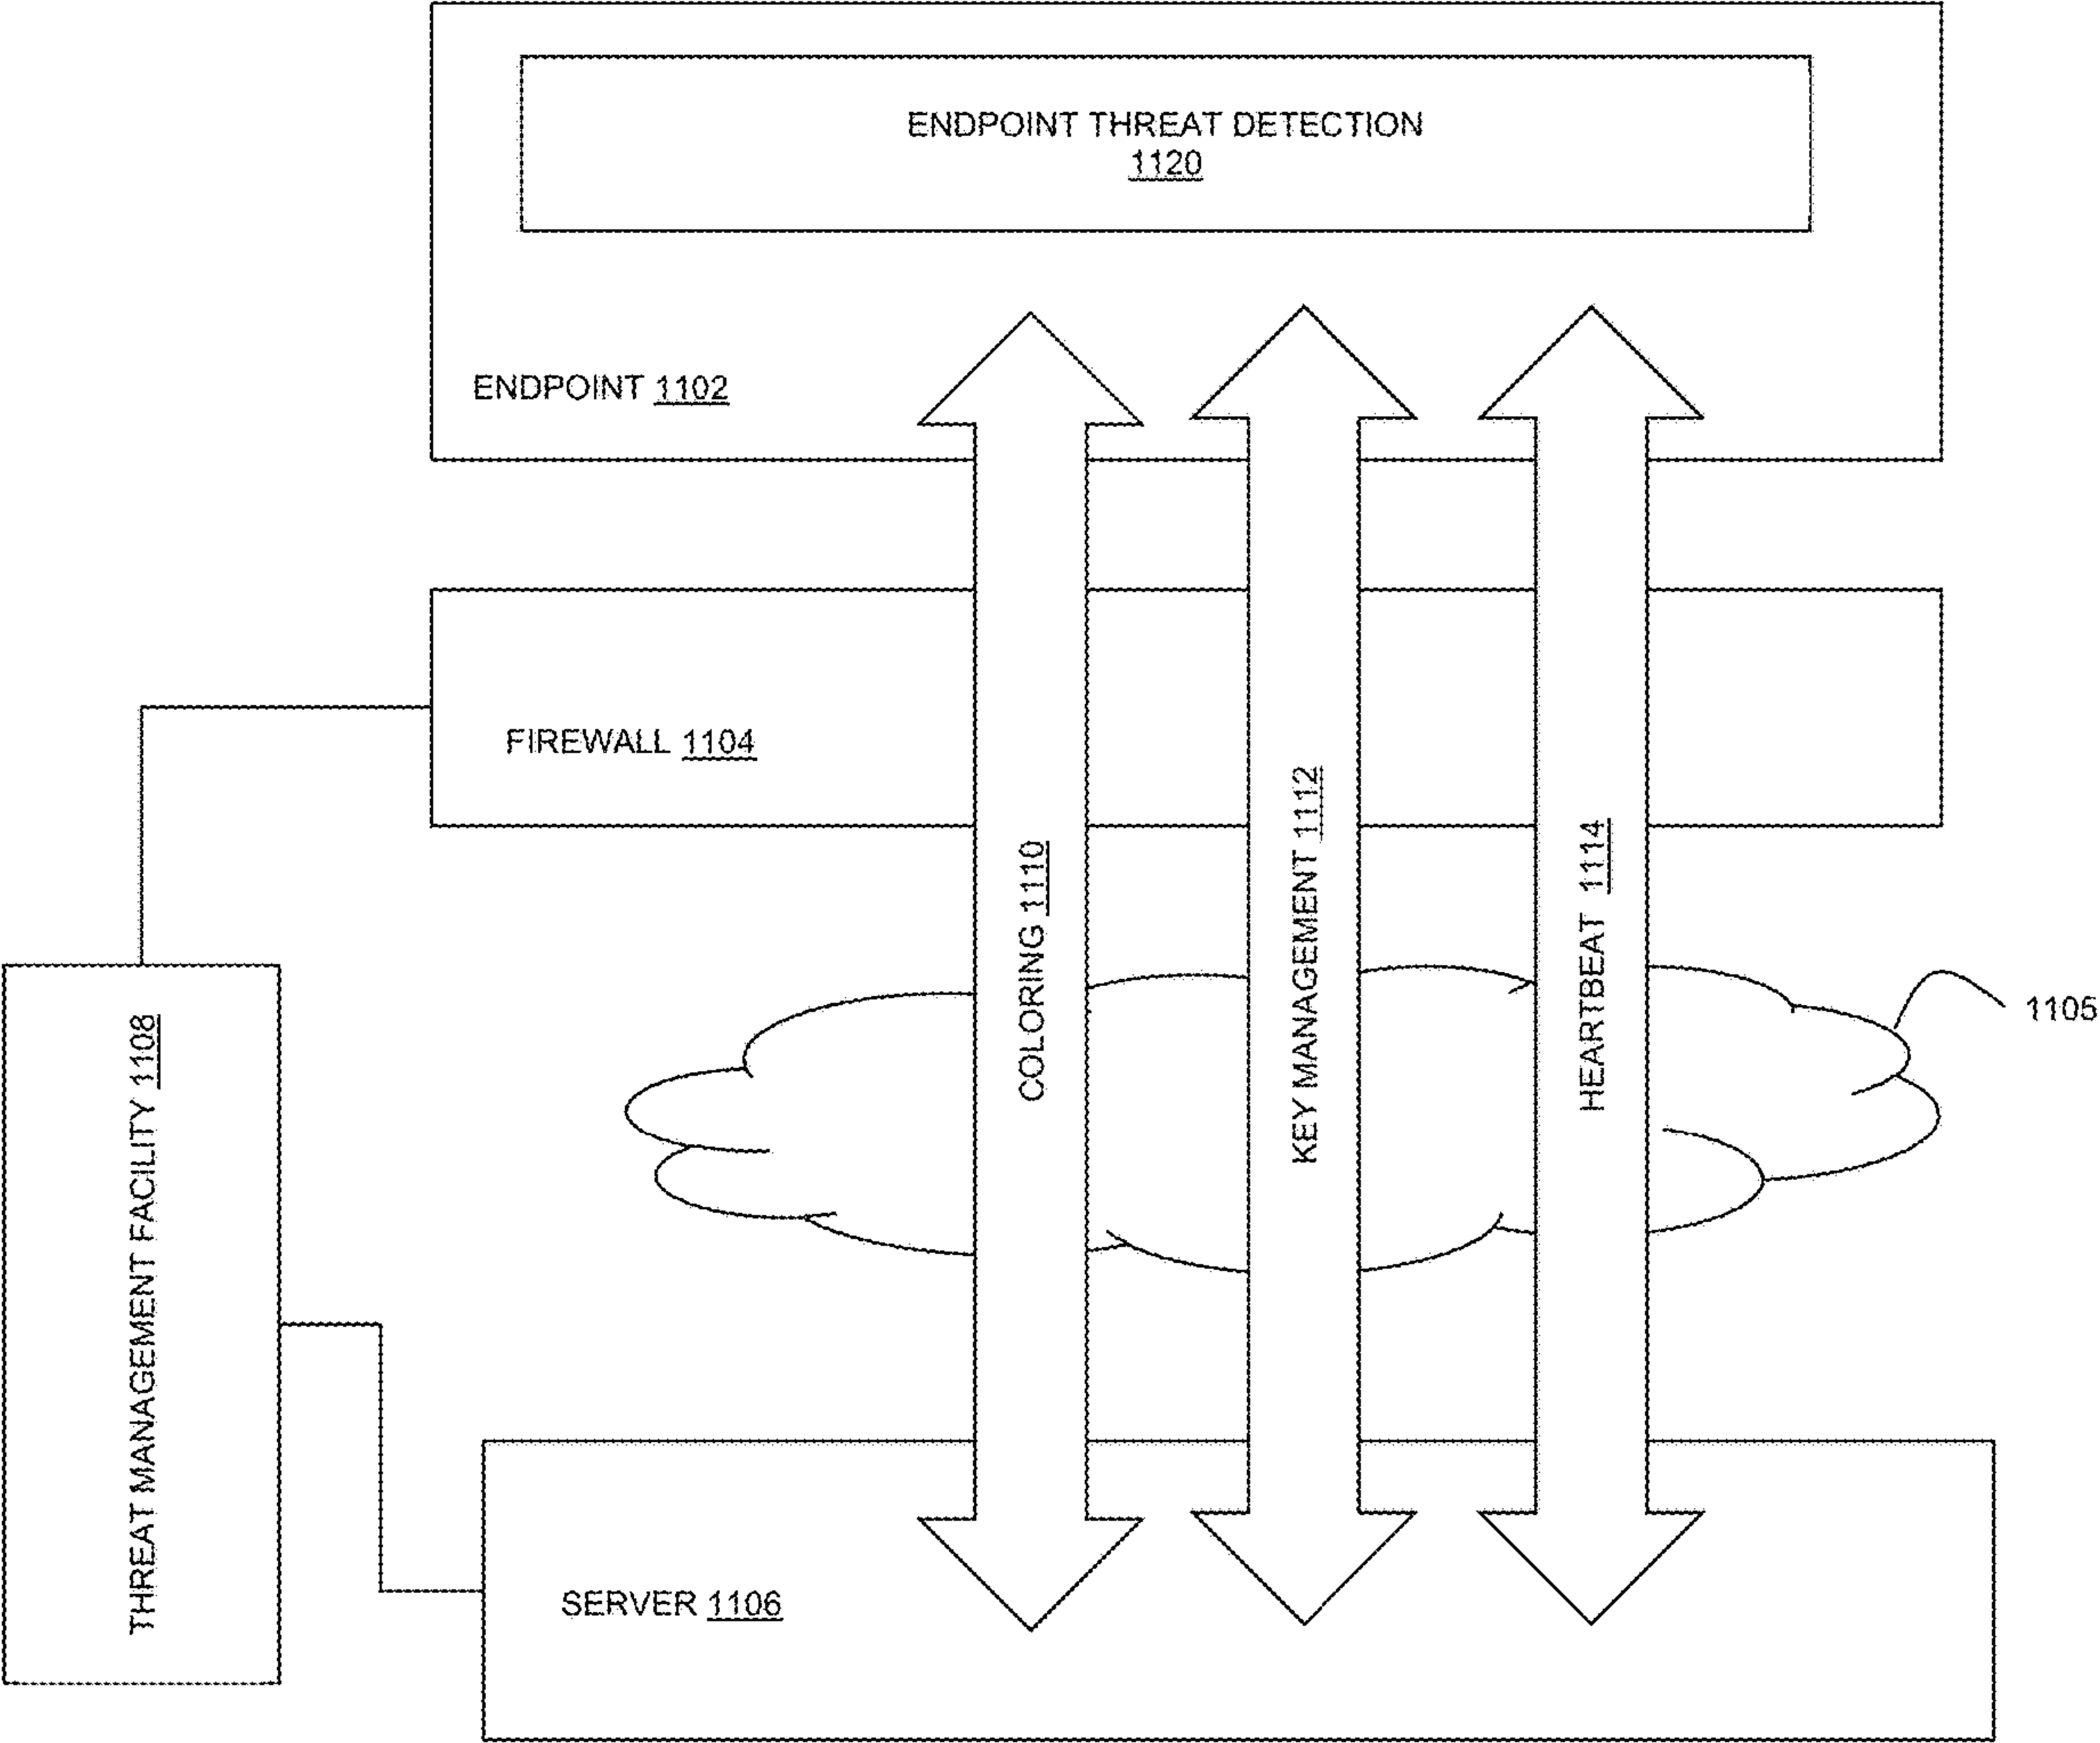 ENDPOINT THREAT DETECTION
1120
ENDPOINT 1102
FIREWALL 1104
COLORING 1110
KEY MANAGEMENT 1112
HEARTBEAT 1114
1105
THREAT MANAGEMENT FACILITY 1108
SERVER 1106